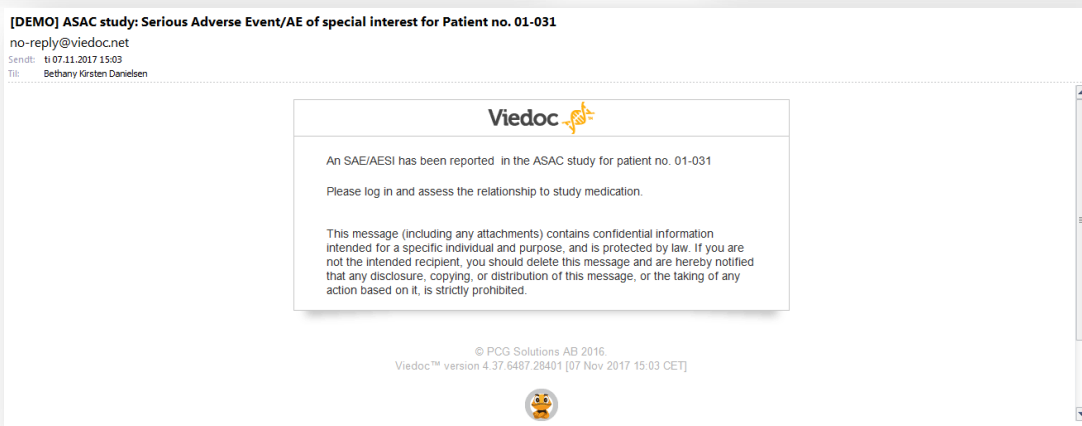 [DEMO] ASAC study: Serious Adverse Event/AE of special interest for Patient no. 01-031
no-reply@viedoc.net
Sendt: ti 07.11.2017 15:03
Til: Bethany Kirsten Danielsen
Viedoc™
An SAE/AESI has been reported in the ASAC study for patient no. 01-031
Please log in and assess the relationship to study medication.
This message (including any attachments) contains confidential information
intended for a specific individual and purpose, and is protected by law. If you are
not the intended recipient, you should delete this message and are hereby notified
that any disclosure, copying, or distribution of this message, or the taking of any
action based on it, is strictly prohibited.
© PCG Solutions AB 2016.
Viedoc™ version 4.37.6487.28401 [07 Nov 2017 15:03 CET]